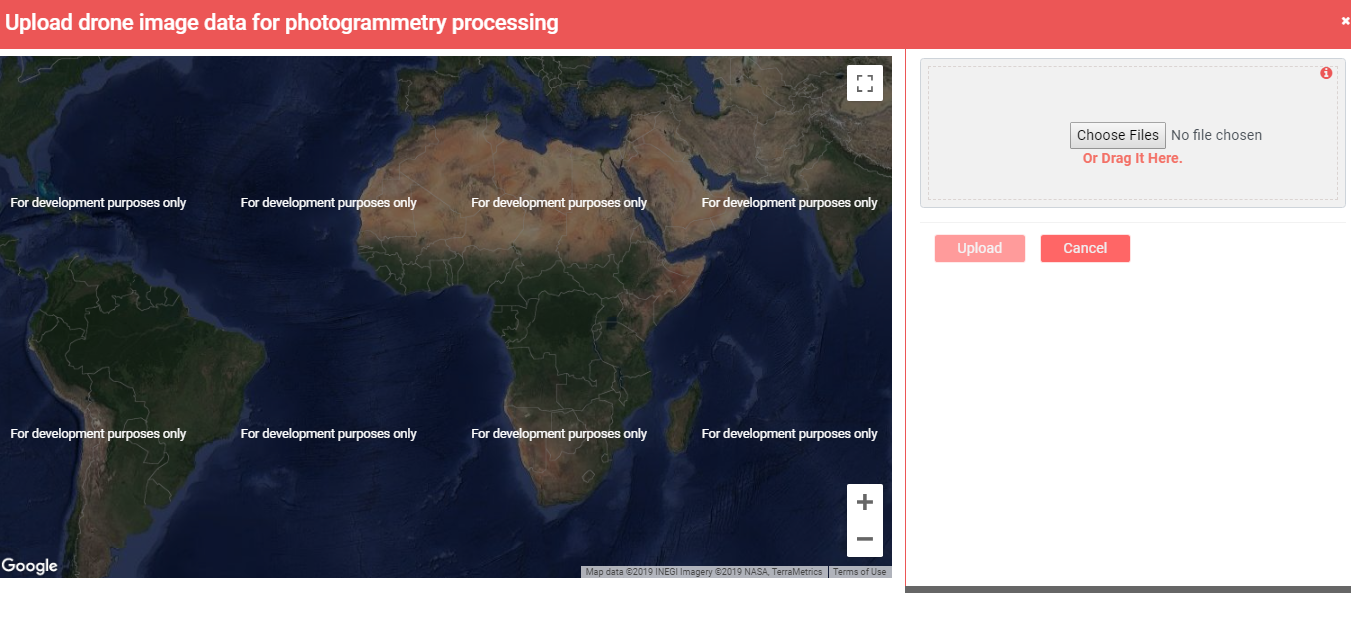 Upload drone image data for photogrammetry processing
Choose Files No file chosen
Or Drag It Here.
Upload Cancel
For development purposes only For development purposes only For development purposes only For development purposes only
For development purposes only For development purposes only For development purposes only For development purposes only
Google
Map data ©2019 INEGI Imagery ©2019 NASA, TerraMetrics Terms of Use